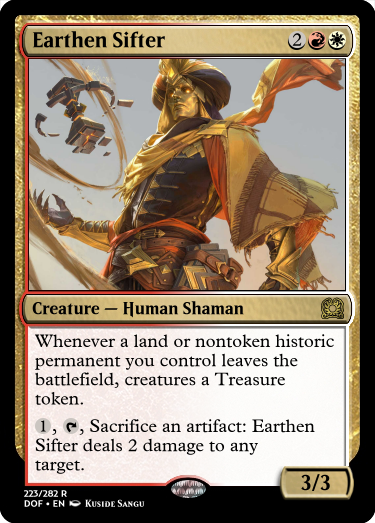 Earthen Sifter 2
Creature — Human Shaman
Whenever a land or nontoken historic
permanent you control leaves the
battlefield, creatures a Treasure
token.
1, , Sacrifice an artifact: Earthen
Sifter deals 2 damage to any
target.
3/3
223/282 R
DOF • EN Kuside Sangu